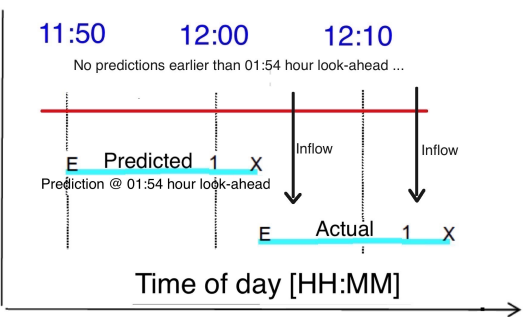 11:50 12:00 12:10
No predictions earlier than 01:54 hour look-ahead ...
Inflow Inflow
E Predicted 1 X
Prediction @ 01:54 hour look-ahead
E Actual 1 X
Time of day [HH:MM]